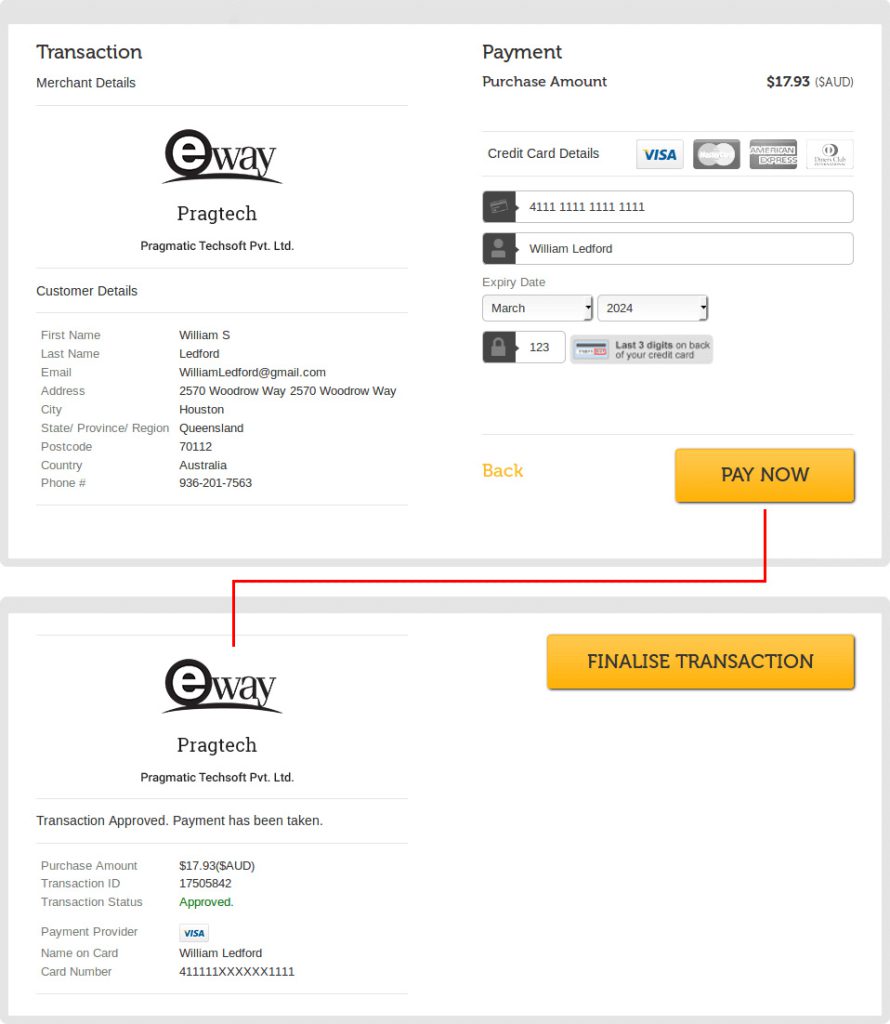 Transaction
Merchant Details
eway
Pragtech
Pragmatic Techsoft Pvt. Ltd.
Customer Details
First Name William S
Last Name Ledford
Email WilliamLedford@gmail.com
Address 2570 Woodrow Way 2570 Woodrow Way
City Houston
State/ Province/ Region Queensland
Postcode 70112
Country Australia
Phone # 936-201-7563
Payment
Purchase Amount $17.93 ($AUD)
Credit Card Details VISA MasterCard AMERICAN EXPRESS Diners Club
4111 1111 1111 1111
William Ledford
Expiry Date
March 2024
123 Last 3 digits on back
of your credit card
Back PAY NOW
FINALISE TRANSACTION
eway
Pragtech
Pragmatic Techsoft Pvt. Ltd.
Transaction Approved. Payment has been taken.
Purchase Amount $17.93($AUD)
Transaction ID 17505842
Transaction Status Approved.
Payment Provider VISA
Name on Card William Ledford
Card Number 411111XXXXXX1111